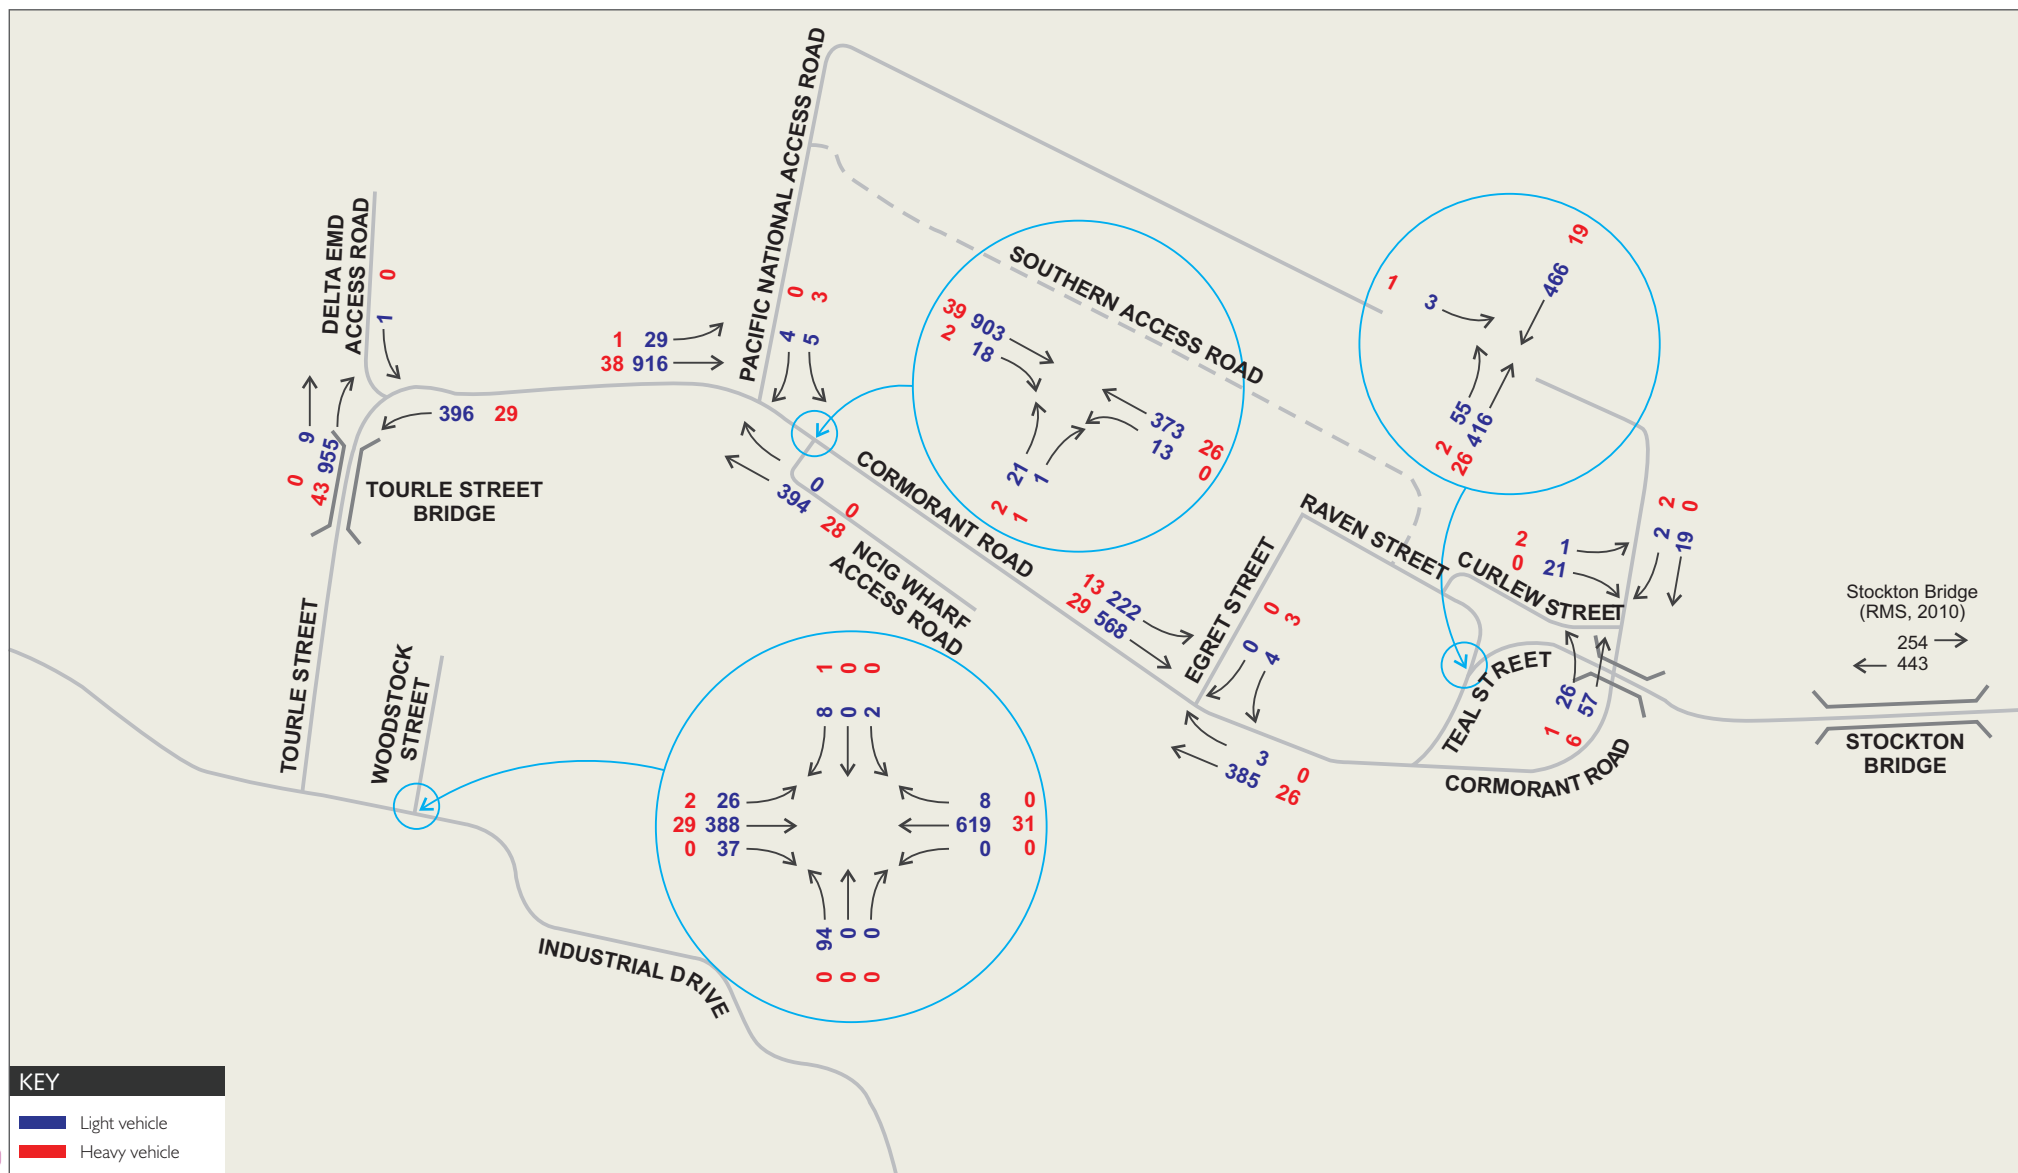 PACIFIC NATIONAL ACCESS ROAD
DELTA EMD
ACCESS ROAD
0
1
0 3
4 5
1 29
38 916
9
955
0
43
396 29
TOURLE STREET
BRIDGE
SOUTHERN ACCESS ROAD
39 903
2 18
373 26
13 0
21 1
2 1
1 3
466 19
55
416
2
26
0 0
394 28
CORMORANT ROAD
NCIG WHARF
ACCESS ROAD
13 222
29 568
EGRET STREET
0 3
0 4
3 0
385 26
RAVEN STREET
CURLEW STREET
2 1
0 21
2 0
2 19
TEAL STREET
26
57
1
6
CORMORANT ROAD
Stockton Bridge
(RMS, 2010)
254
443
STOCKTON
BRIDGE
TOURLE STREET
WOODSTOCK
STREET
1 0 0
8 0 2
2 26
29 388
0 37
8 0
619 31
0 0
94 0 0
0 0 0
INDUSTRIAL DRIVE
KEY
Light vehicle
Heavy vehicle